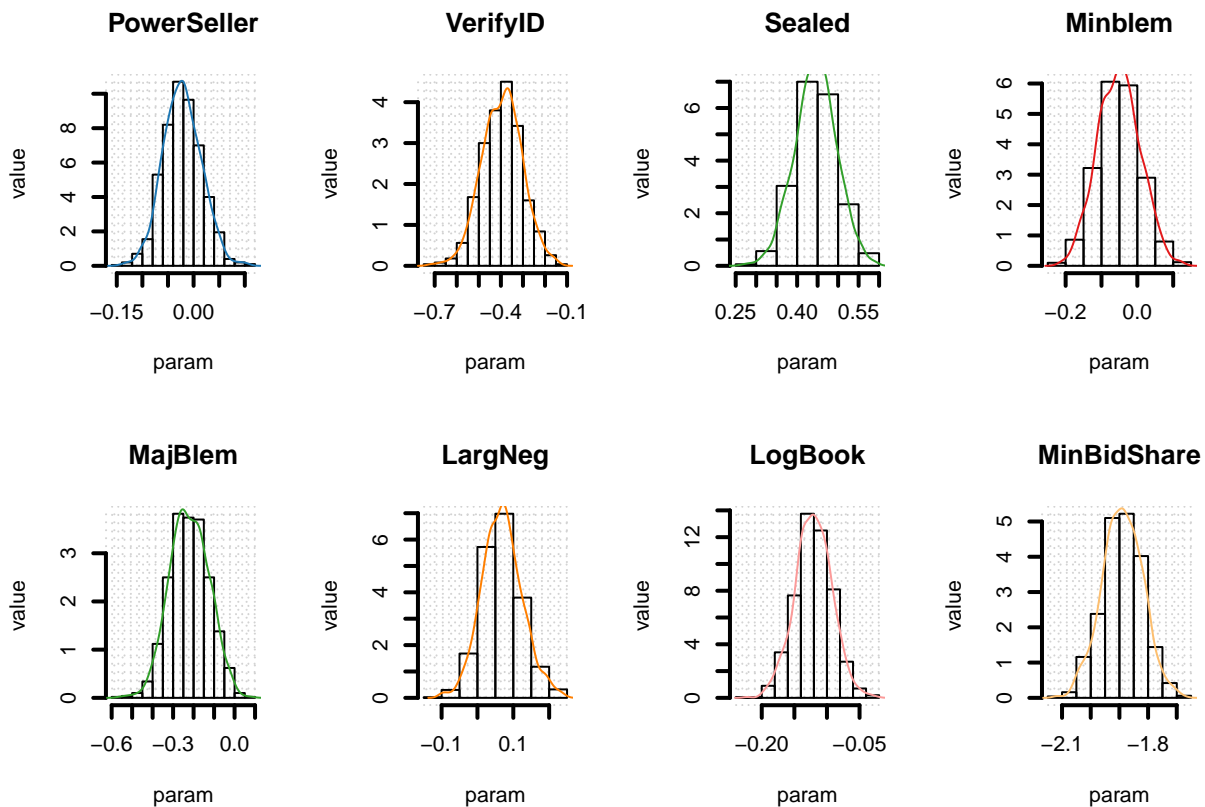 PowerSeller
VerifyID
Sealed
Minblem
value
0 2 4 6 8
−0.15 0.00
param
value
0 1 2 3 4
−0.7 −0.4 −0.1
param
value
0 2 4 6
0.25 0.40 0.55
param
value
0 1 2 3 4 5 6
−0.2 0.0
param
MajBlem
LargNeg
LogBook
MinBidShare
value
0 1 2 3
−0.6 −0.3 0.0
param
value
0 2 4 6
−0.1 0.1
param
value
0 4 8 12
−0.20 −0.05
param
value
0 1 2 3 4 5
−2.1 −1.8
param